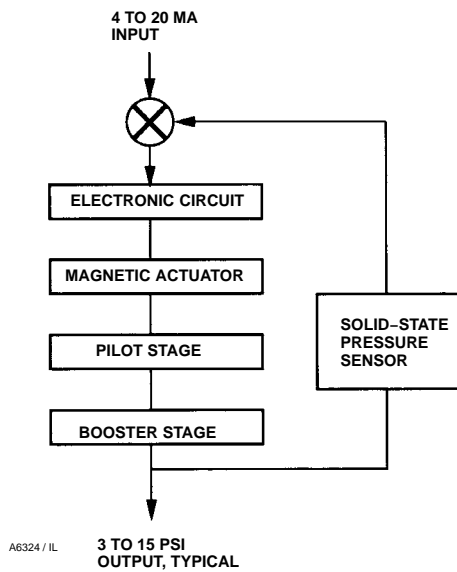 4 TO 20 MA
INPUT
ELECTRONIC CIRCUIT
MAGNETIC ACTUATOR
PILOT STAGE
SOLID–STATE
PRESSURE
SENSOR
BOOSTER STAGE
A6324 / IL
3 TO 15 PSI
OUTPUT, TYPICAL